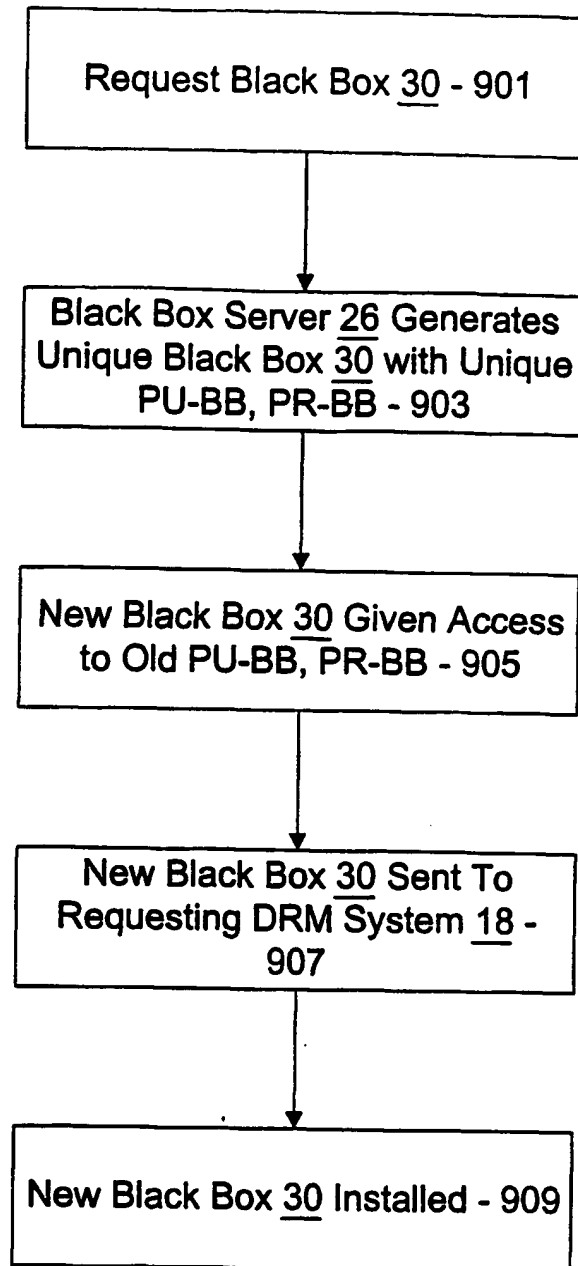 Request Black Box 30 - 901
Black Box Server 26 Generates
Unique Black Box 30 with Unique
PU-BB, PR-BB - 903
New Black Box 30 Given Access
to Old PU-BB, PR-BB - 905
New Black Box 30 Sent To
Requesting DRM System 18 -
907
New Black Box 30 Installed - 909